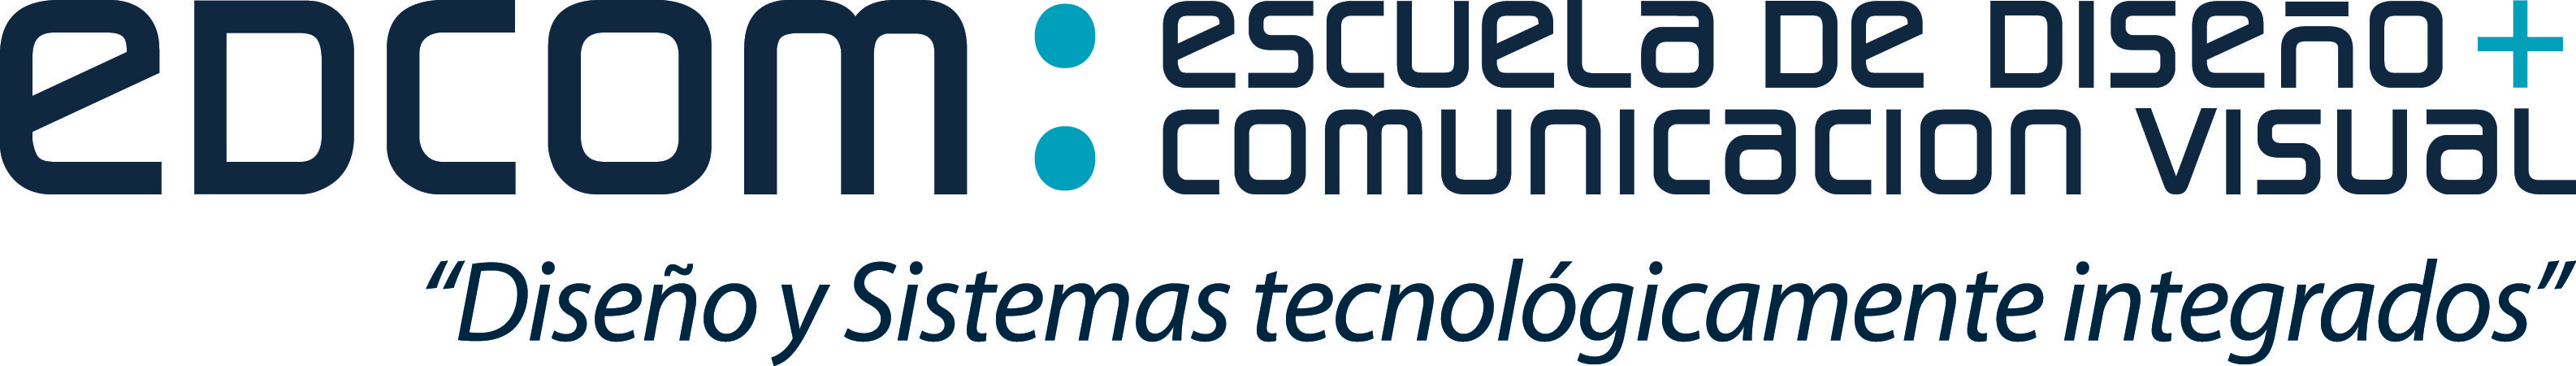 EDCOM: ESCUELA DE DISEÑO +
COMUNICACION VISUAL
“Diseño y Sistemas tecnológicamente integrados”